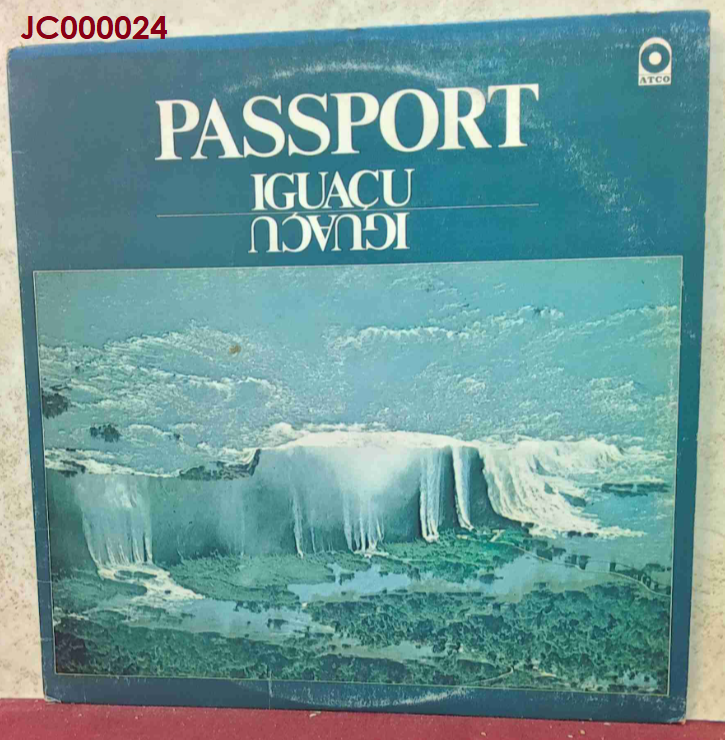 JC000024
ATCO
PASSPORT
IGUAÇU
IGUAÇU